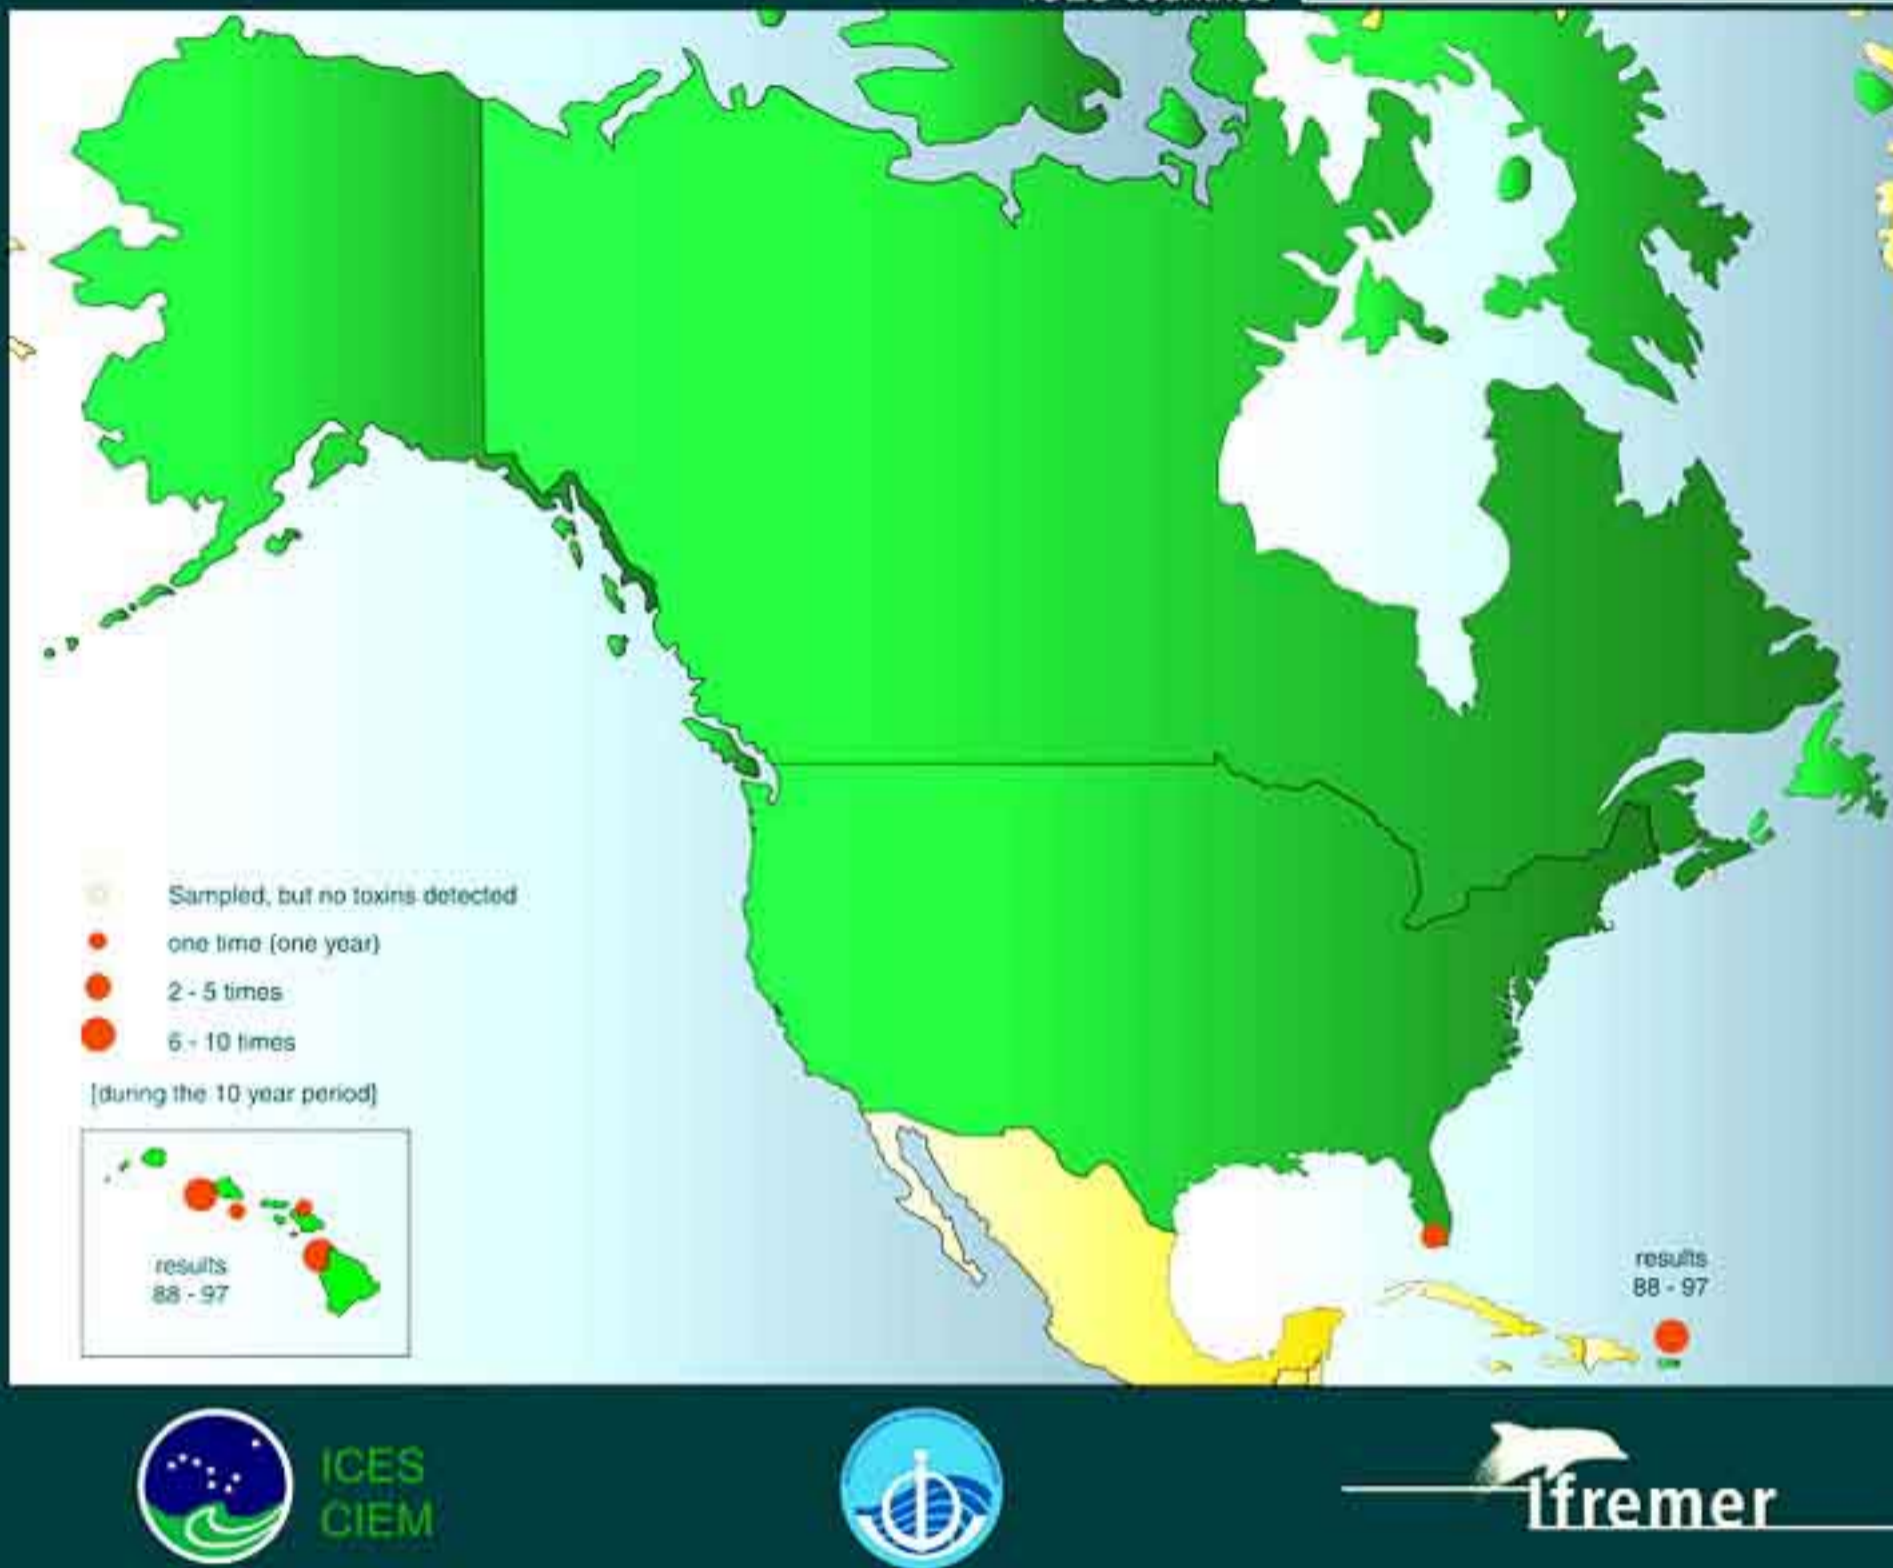 Sampled, but no toxins detected
one time (one year)
2 - 5 times
6 - 10 times
[during the 10 year period]
results
88 - 97
results
88 - 97
ICES
CIEM
Ifremer